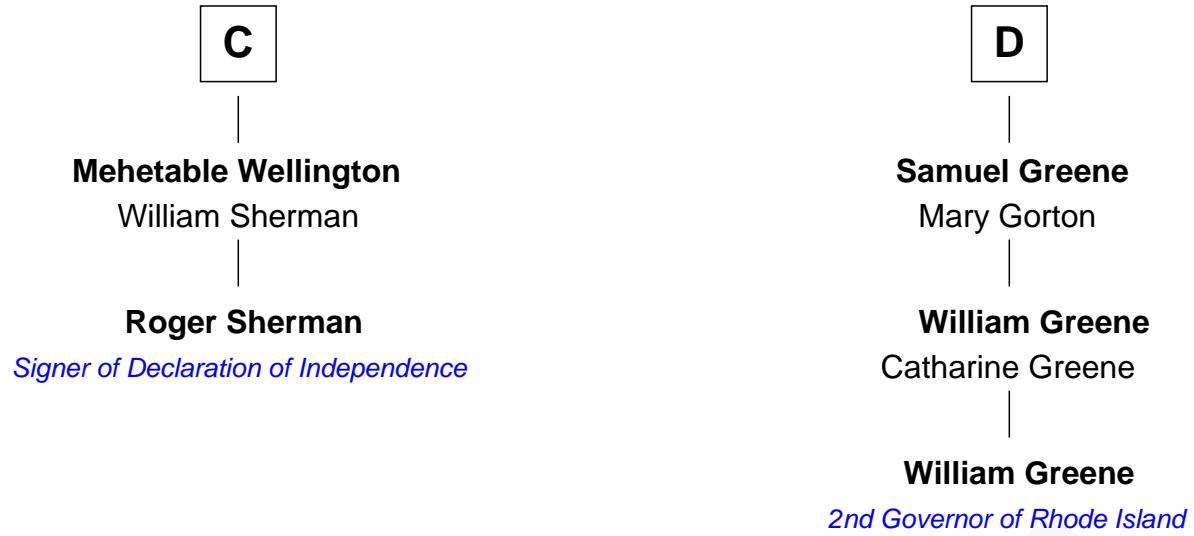 C
Mehetable Wellington
William Sherman
Roger Sherman
Signer of Declaration of Independence
D
Samuel Greene
Mary Gorton
William Greene
Catharine Greene
William Greene
2nd Governor of Rhode Island